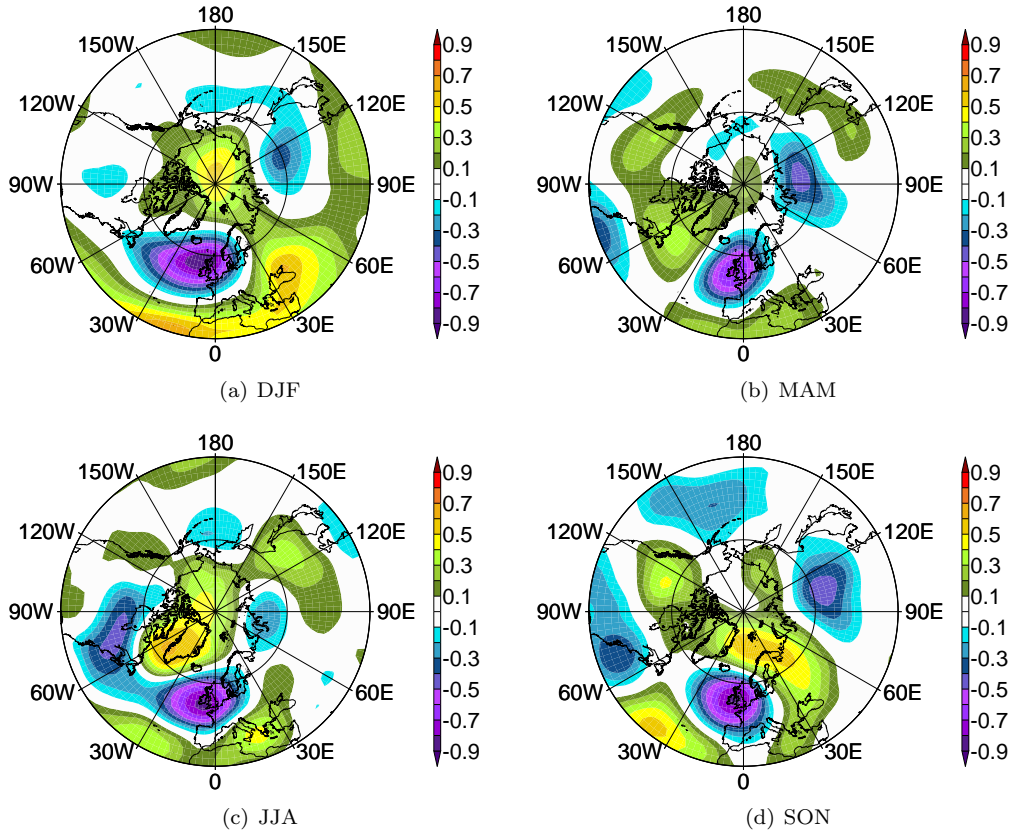 180
150W 150E
120W 120E
90W 90E
60W 60E
30W 30E
0
0.9
0.7
0.5
0.3
0.1
-0.1
-0.3
-0.5
-0.7
-0.9
(a) DJF
180
150W 150E
120W 120E
90W 90E
60W 60E
30W 30E
0
0.9
0.7
0.5
0.3
0.1
-0.1
-0.3
-0.5
-0.7
-0.9
(b) MAM
180
150W 150E
120W 120E
90W 90E
60W 60E
30W 30E
0
0.9
0.7
0.5
0.3
0.1
-0.1
-0.3
-0.5
-0.7
-0.9
(c) JJA
180
150W 150E
120W 120E
90W 90E
60W 60E
30W 30E
0
0.9
0.7
0.5
0.3
0.1
-0.1
-0.3
-0.5
-0.7
-0.9
(d) SON